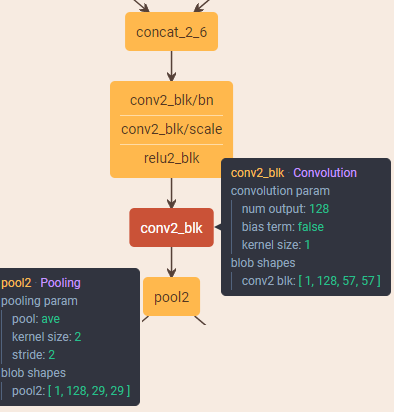 concat_2_6
conv2_blk/bn
conv2_blk/scale
relu2_blk
conv2_blk · Convolution
convolution param
num output: 128
bias term: false
kernel size: 1
blob shapes
conv2 blk: [ 1, 128, 57, 57 ]
conv2_blk
pool2 · Pooling
pooling param
pool: ave
kernel size: 2
stride: 2
blob shapes
pool2: [ 1, 128, 29, 29 ]
pool2